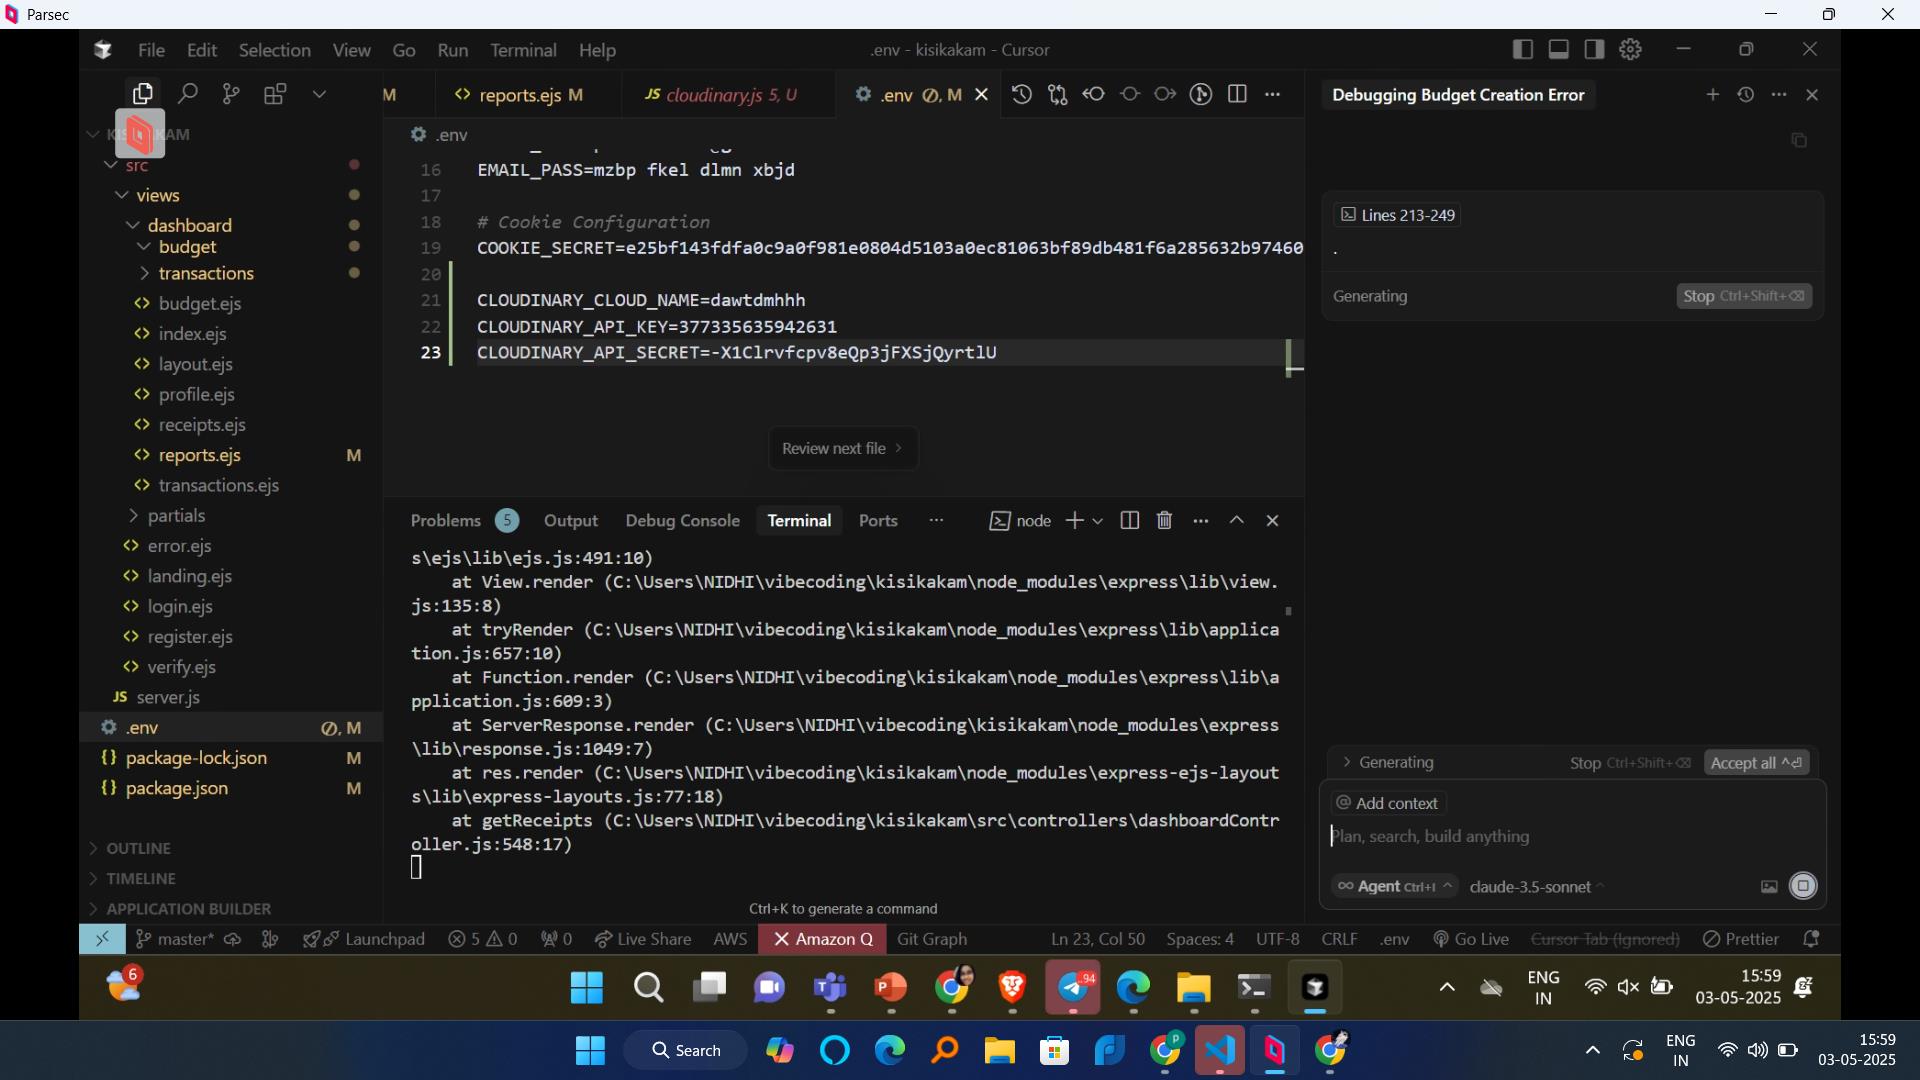 Parsec
File Edit Selection View Go Run Terminal Help
.env - kisikakam - Cursor
M
reports.ejs M
JS cloudinary.js 5, U
.env M
Debugging Budget Creation Error
.env
src
views
dashboard
budget
transactions
budget.ejs
index.ejs
layout.ejs
profile.ejs
receipts.ejs
reports.ejs M
transactions.ejs
partials
error.ejs
landing.ejs
login.ejs
register.ejs
verify.ejs
JS server.js
.env M
{} package-lock.json M
{} package.json M
OUTLINE
TIMELINE
APPLICATION BUILDER
16 EMAIL_PASS=mzbp fkel dlmn xbjd
17
18 # Cookie Configuration
19 COOKIE_SECRET=e25bf143fdfa0c9a0f981e0804d5103a0ec81063bf89db481f6a285632b97460
20
21 CLOUDINARY_CLOUD_NAME=dawtdmhhh
22 CLOUDINARY_API_KEY=377335635942631
23 CLOUDINARY_API_SECRET=-X1Clrvfcpv8eQp3jFXSjQyrtlU
Review next file >
Problems 5 Output Debug Console Terminal Ports ... node
s\ejs\lib\ejs.js:491:10)
at View.render (C:\Users\NIDHI\vibecoding\kisikakam\node_modules\express\lib\view.
js:135:8)
at tryRender (C:\Users\NIDHI\vibecoding\kisikakam\node_modules\express\lib\applica
tion.js:657:10)
at Function.render (C:\Users\NIDHI\vibecoding\kisikakam\node_modules\express\lib\a
pplication.js:609:3)
at ServerResponse.render (C:\Users\NIDHI\vibecoding\kisikakam\node_modules\express
\lib\response.js:1049:7)
at res.render (C:\Users\NIDHI\vibecoding\kisikakam\node_modules\express-ejs-layout
s\lib\express-layouts.js:77:18)
at getReceipts (C:\Users\NIDHI\vibecoding\kisikakam\src\controllers\dashboardContr
oller.js:548:17)
Ctrl+K to generate a command
Lines 213-249
.
Generating
Stop Ctrl+Shift+⌫
> Generating Stop Ctrl+Shift+⌫ Accept all ^⏎
@ Add context
Plan, search, build anything
∞ Agent Ctrl+I ^ claude-3.5-sonnet ^
master* Launchpad 5 0 0 Live Share AWS Amazon Q Git Graph Ln 23, Col 50 Spaces: 4 UTF-8 CRLF .env Go Live Cursor Tab (Ignored) Prettier
6
94
ENG
IN
15:59
03-05-2025
Search
P
ENG
IN
15:59
03-05-2025